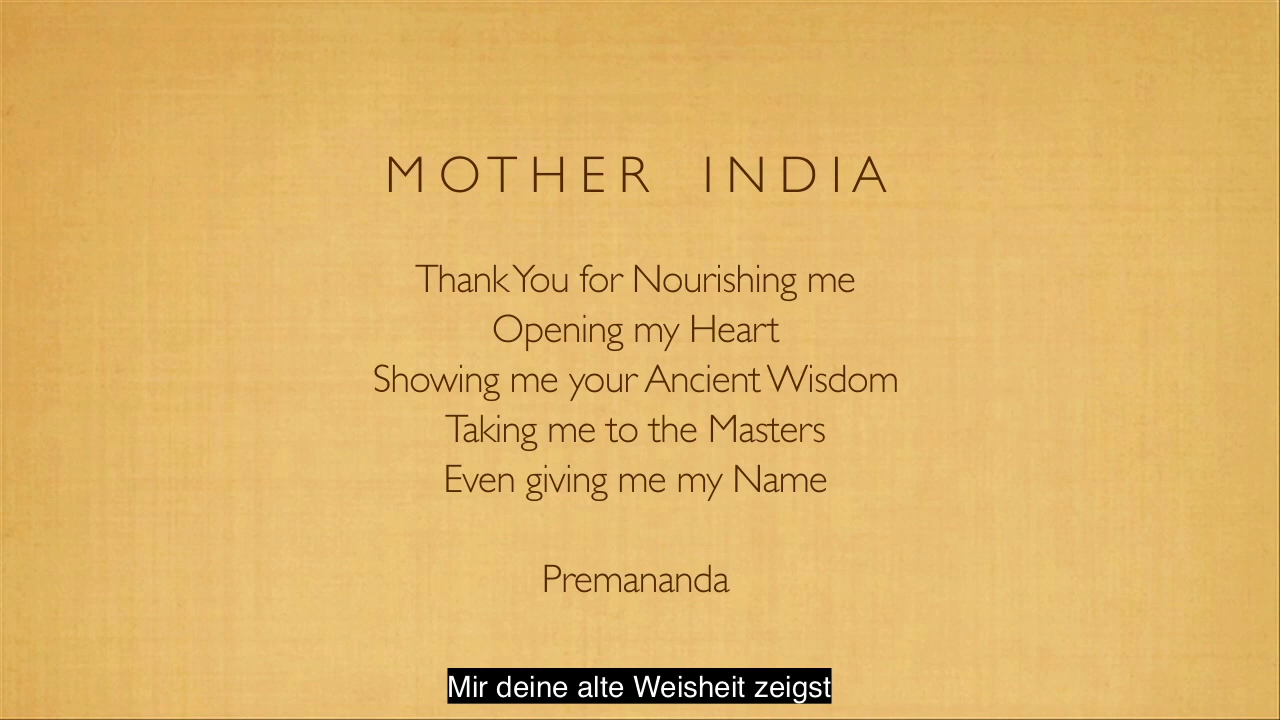 MOTHER INDIA
Thank You for Nourishing me
Opening my Heart
Showing me your Ancient Wisdom
Taking me to the Masters
Even giving me my Name
Premananda
Mir deine alte Weisheit zeigst